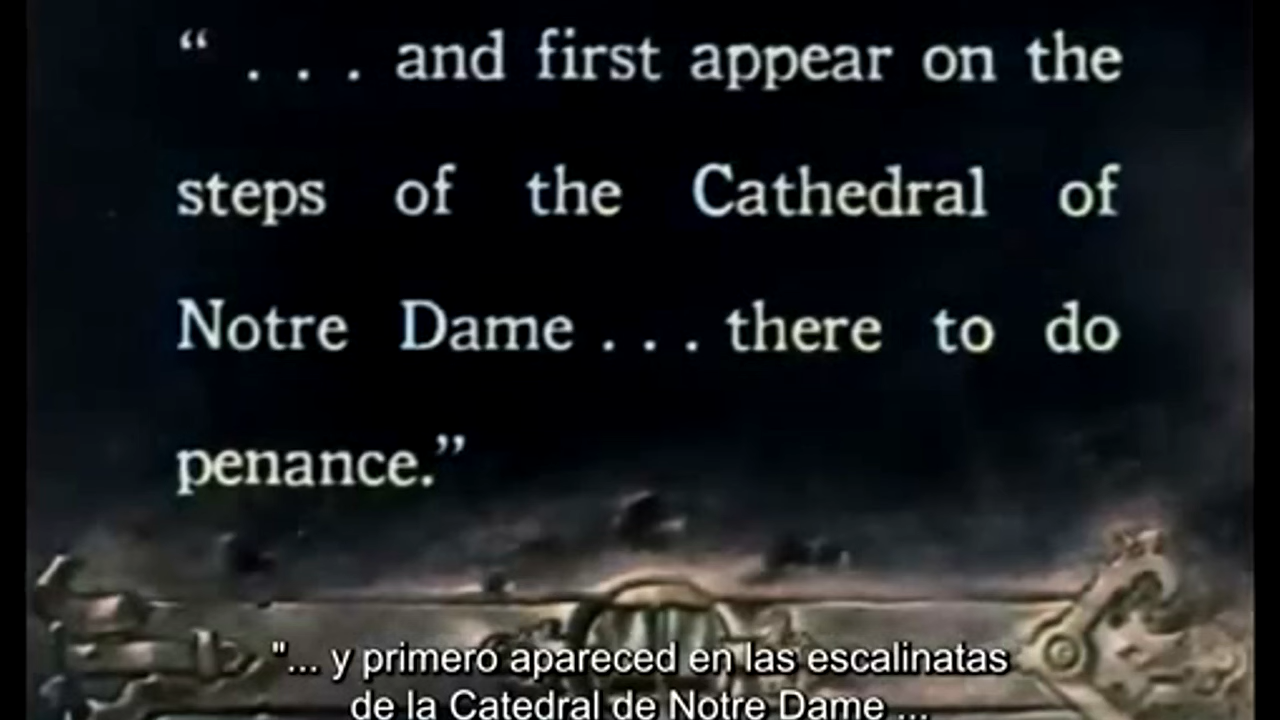 “ . . . and first appear on the
steps of the Cathedral of
Notre Dame . . . there to do
penance.”
"... y primero apareced en las escalinatas
de la Catedral de Notre Dame ...